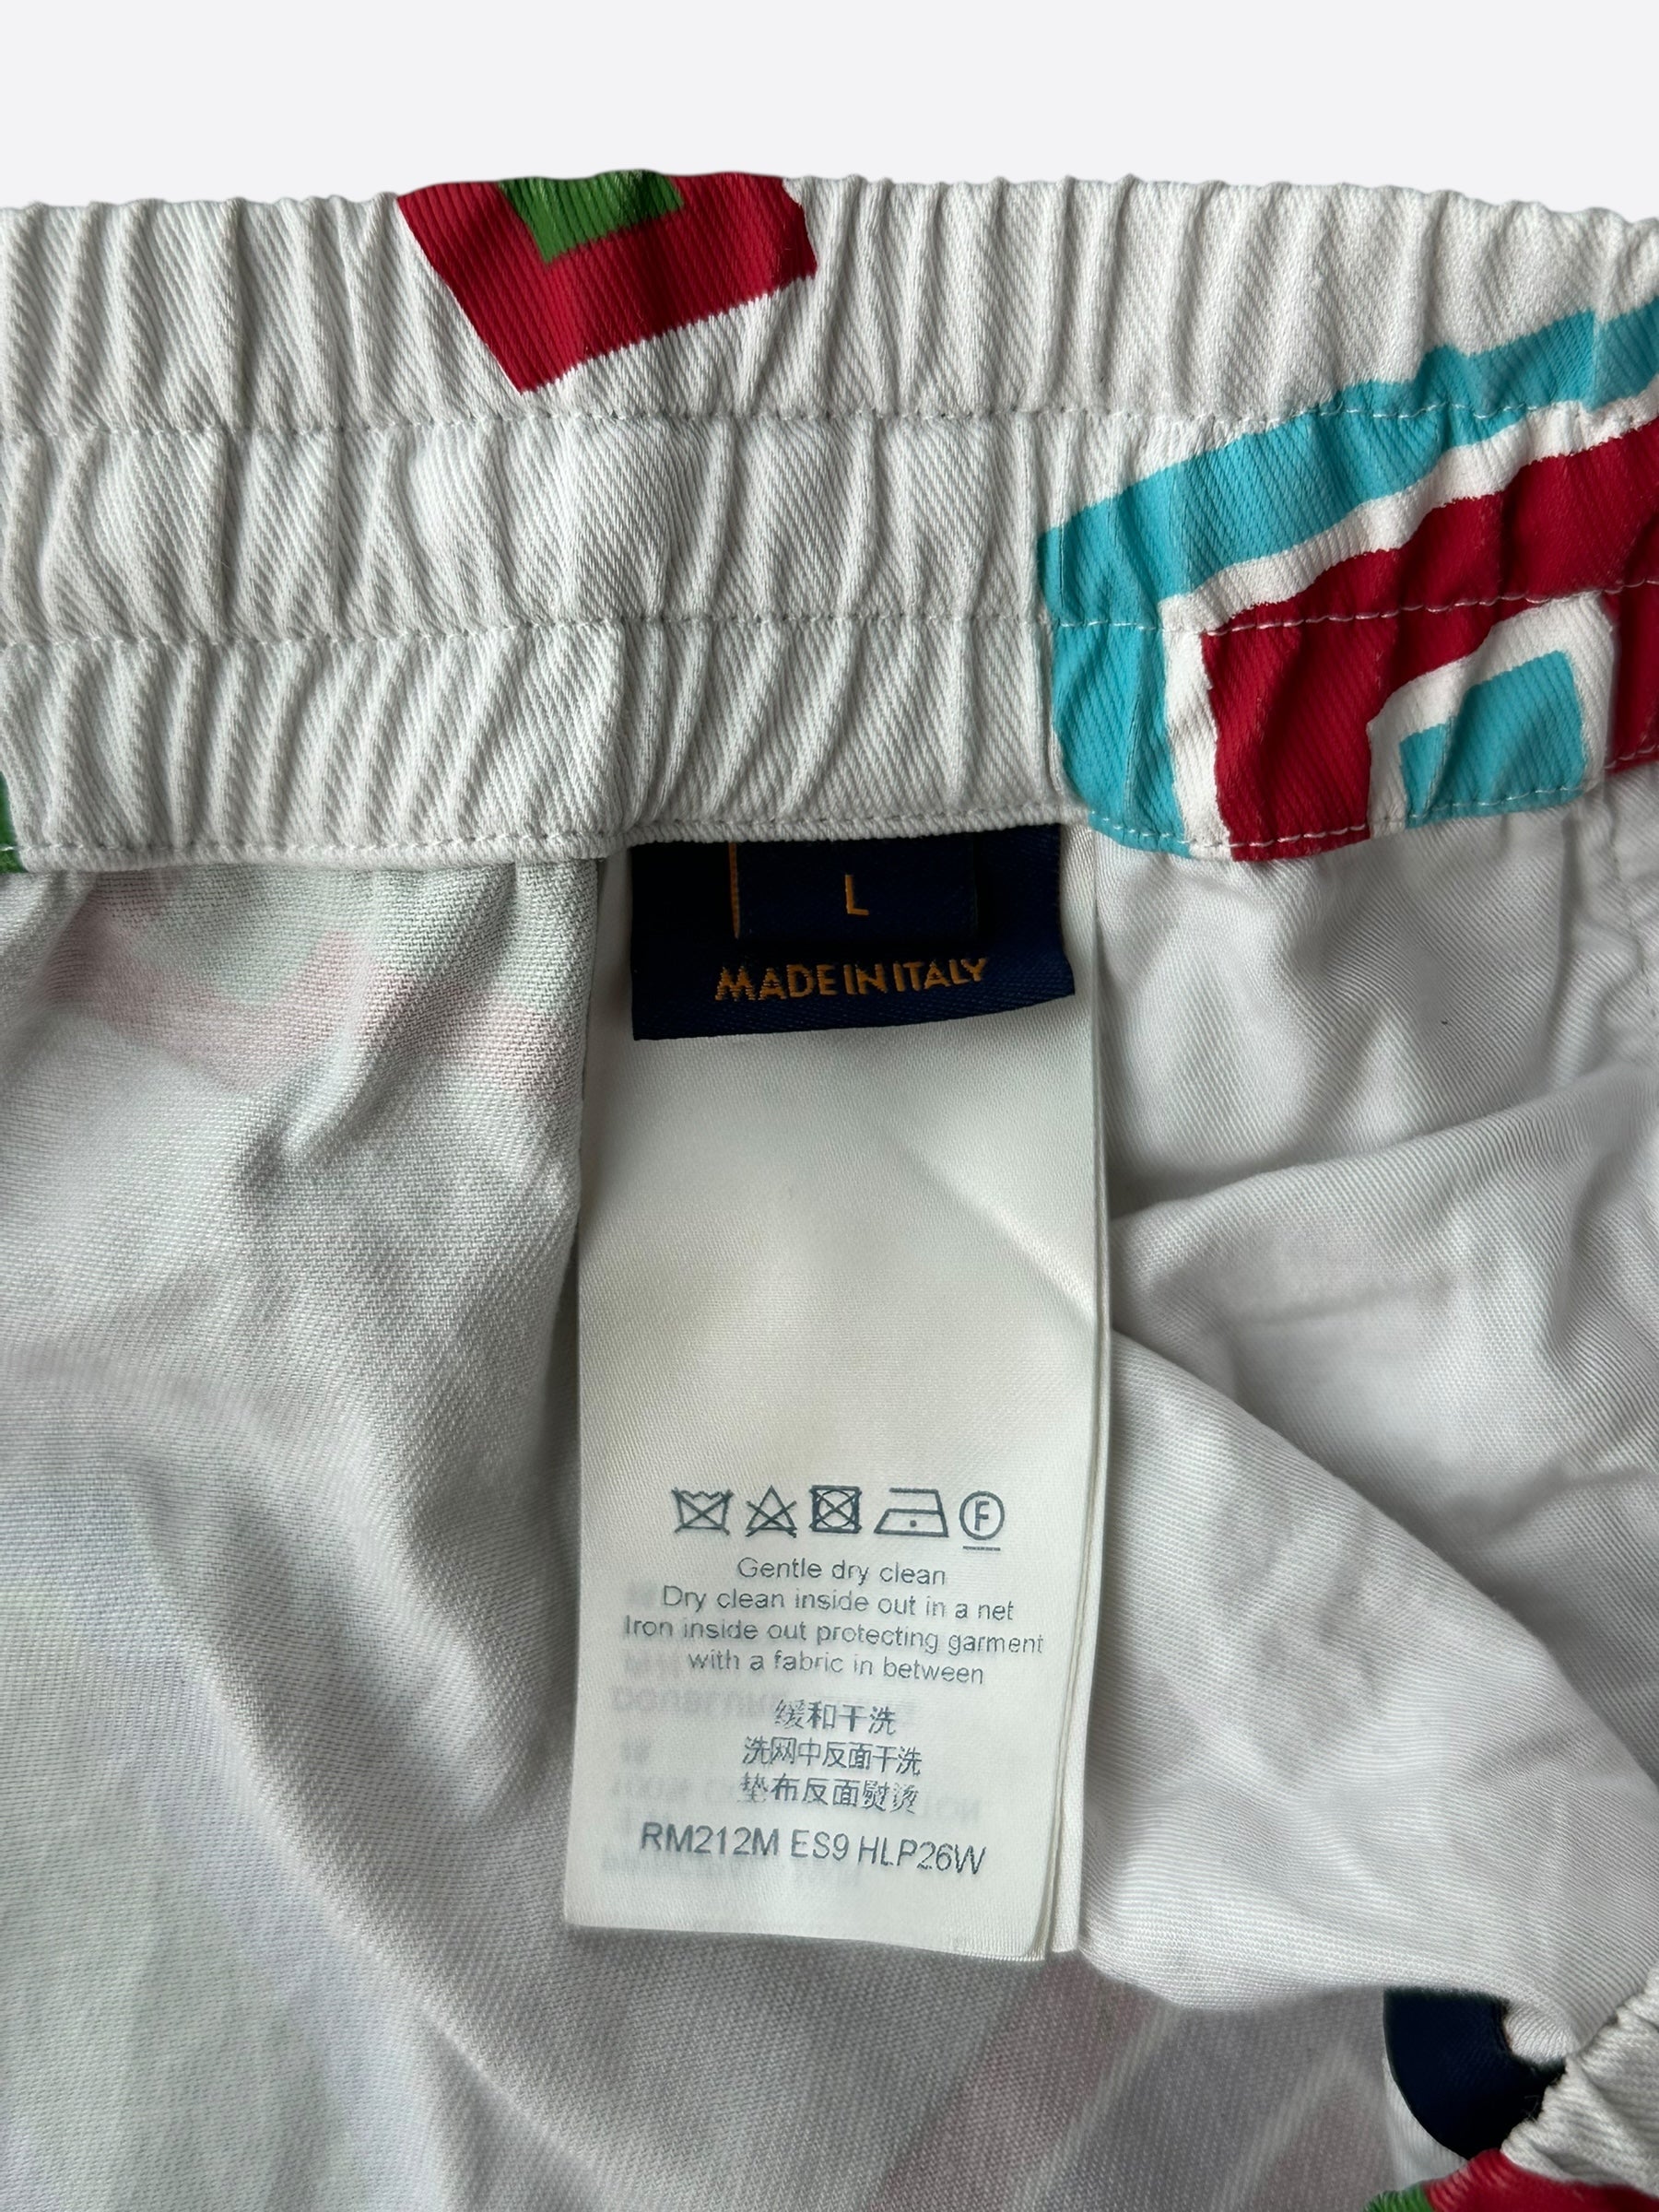 L
MADE IN ITALY
F
Gentle dry clean
Dry clean inside out in a net
Iron inside out protecting garment
with a fabric in between
缓和干洗
洗网中反面干洗
垫布反面熨烫
RM212M ES9 HLP26W